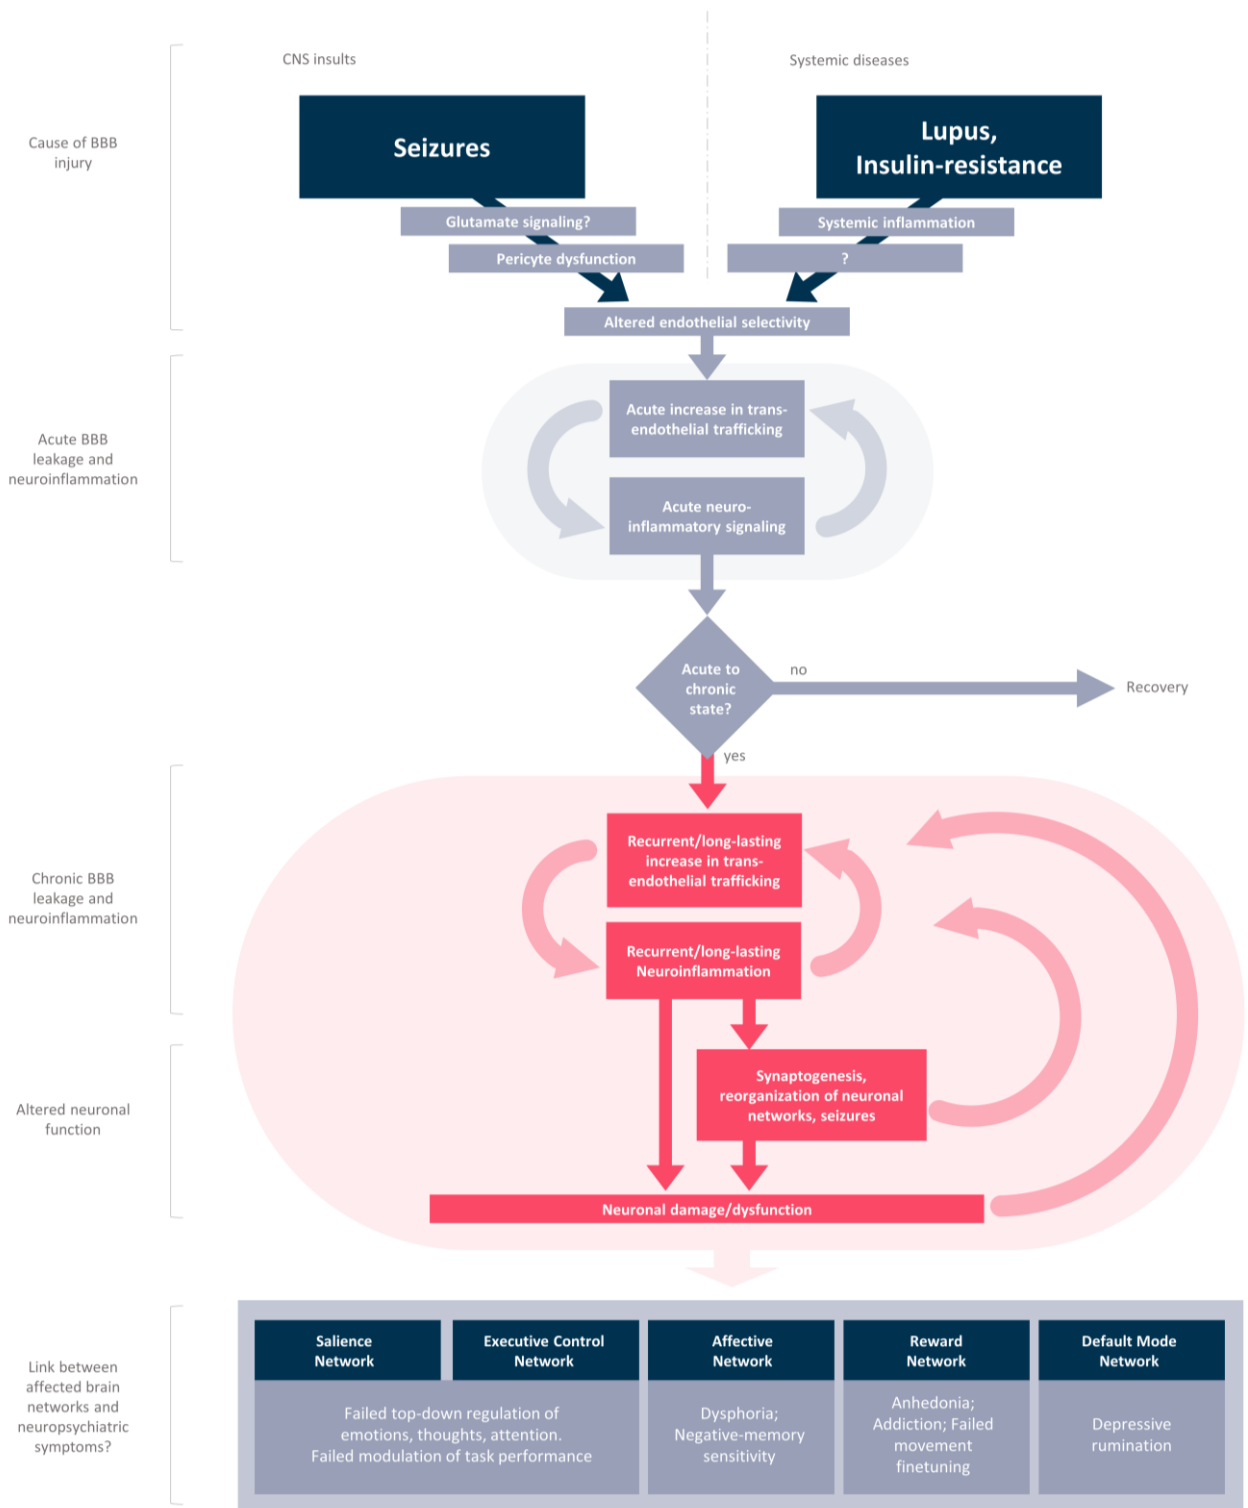 CNS insults
Systemic diseases
Cause of BBB
injury
Seizures
Lupus,
Insulin-resistance
Glutamate signaling?
Systemic inflammation
Pericyte dysfunction
?
Altered endothelial selectivity
Acute BBB
leakage and
neuroinflammation
Acute increase in trans-
endothelial trafficking
Acute neuro-
inflammatory signaling
Acute to
chronic
state?
no
Recovery
yes
Chronic BBB
leakage and
neuroinflammation
Recurrent/long-lasting
increase in trans-
endothelial trafficking
Recurrent/long-lasting
Neuroinflammation
Altered neuronal
function
Synaptogenesis,
reorganization of neuronal
networks, seizures
Neuronal damage/dysfunction
Link between
affected brain
networks and
neuropsychiatric
symptoms?
Salience
Network
Executive Control
Network
Affective
Network
Reward
Network
Default Mode
Network
Failed top-down regulation of
emotions, thoughts, attention.
Failed modulation of task performance
Dysphoria;
Negative-memory
sensitivity
Anhedonia;
Addiction; Failed
movement
finetuning
Depressive
rumination